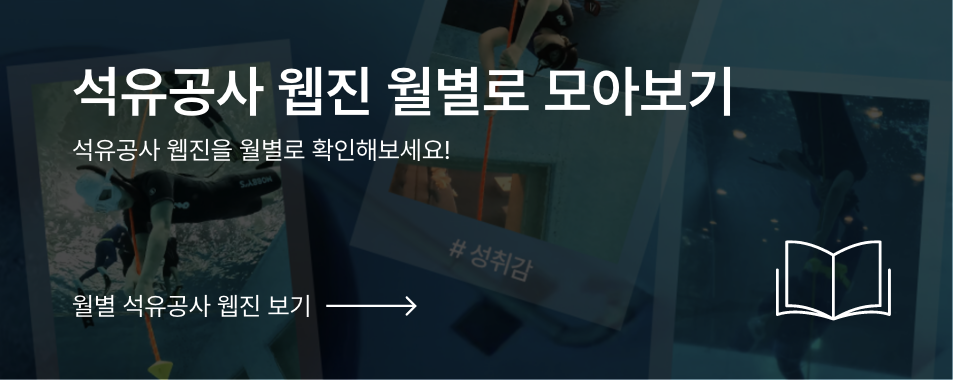 석유공사 웹진 월별로 모아보기
석유공사 웹진을 월별로 확인해보세요!
# 성취감
월별 석유공사 웹진 보기